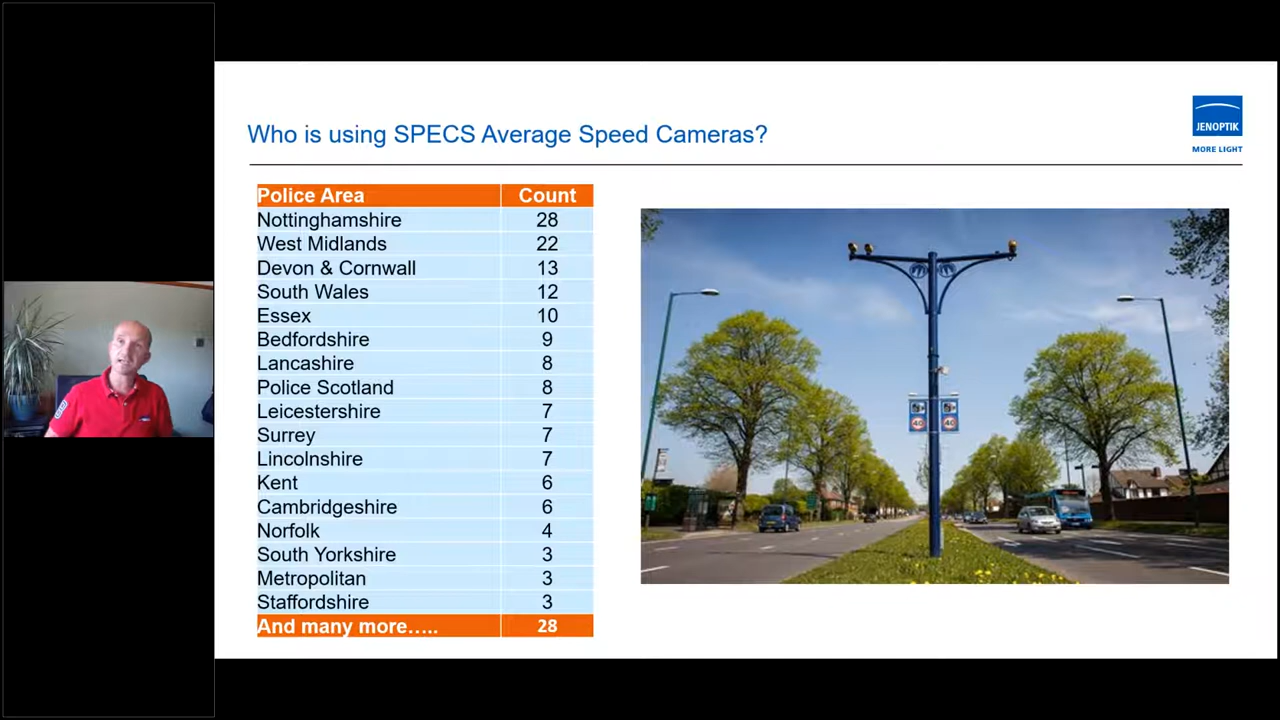 Who is using SPECS Average Speed Cameras?
JENOPTIK
MORE LIGHT
Police Area Count
Nottinghamshire 28
West Midlands 22
Devon & Cornwall 13
South Wales 12
Essex 10
Bedfordshire 9
Lancashire 8
Police Scotland 8
Leicestershire 7
Surrey 7
Lincolnshire 7
Kent 6
Cambridgeshire 6
Norfolk 4
South Yorkshire 3
Metropolitan 3
Staffordshire 3
And many more….. 28
40 40